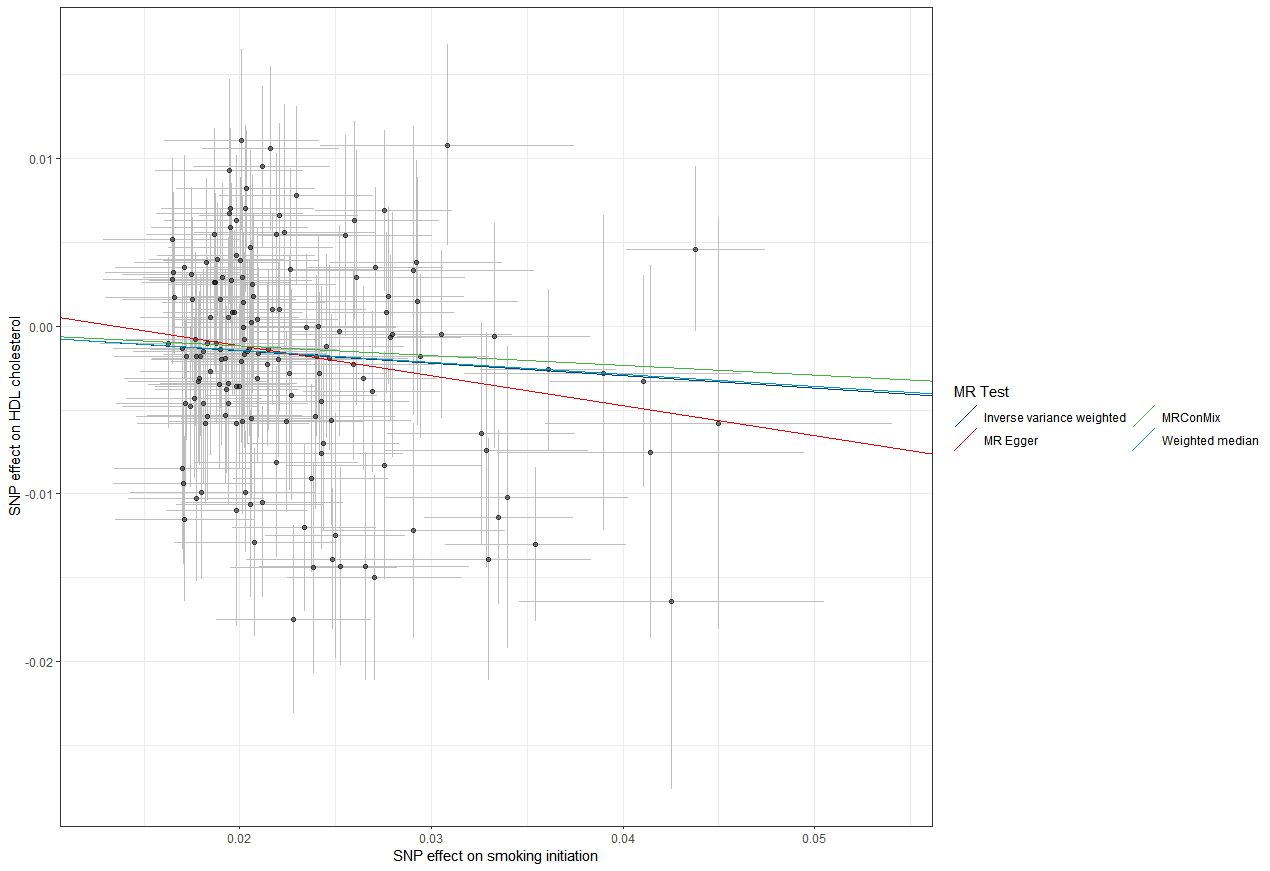 0.01
0.00
-0.01
-0.02
SNP effect on HDL cholesterol
0.02 0.03 0.04 0.05
SNP effect on smoking initiation
MR Test
Inverse variance weighted MRConMix
MR Egger Weighted median